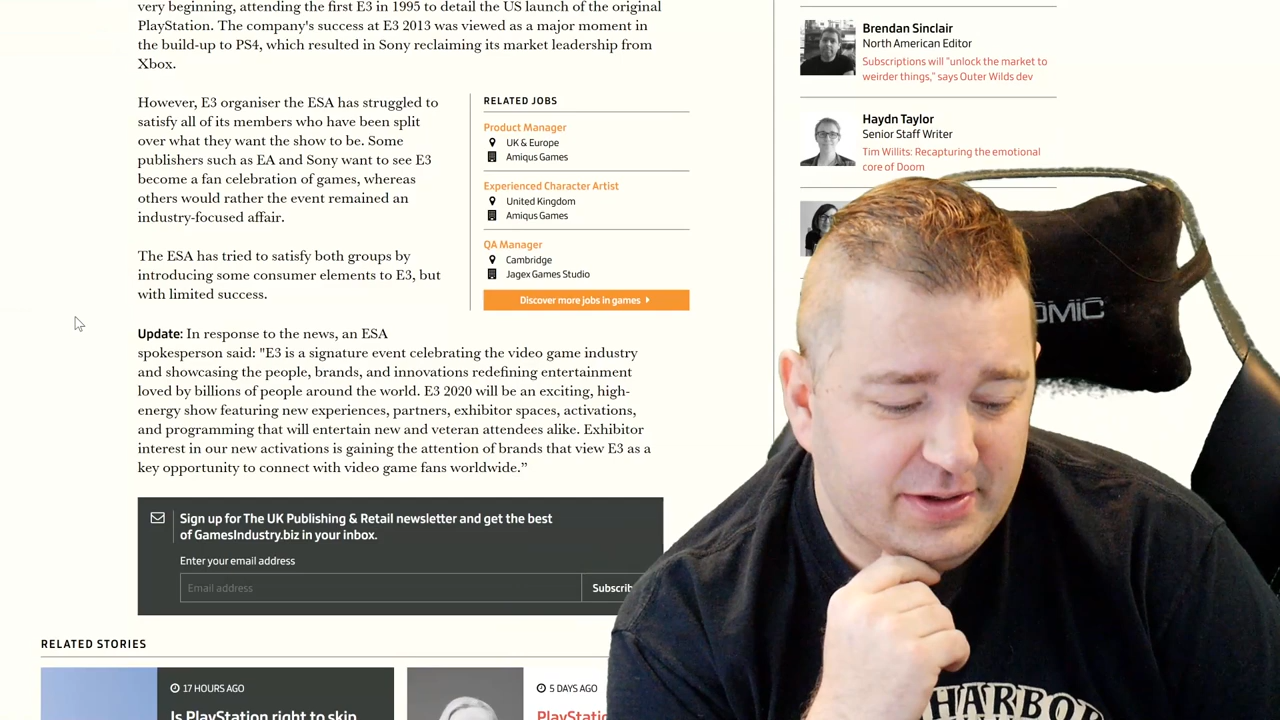 very beginning, attending the first E3 in 1995 to detail the US launch of the original
PlayStation. The company's success at E3 2013 was viewed as a major moment in
the build-up to PS4, which resulted in Sony reclaiming its market leadership from
Xbox.
However, E3 organiser the ESA has struggled to
satisfy all of its members who have been split
over what they want the show to be. Some
publishers such as EA and Sony want to see E3
become a fan celebration of games, whereas
others would rather the event remained an
industry-focused affair.
The ESA has tried to satisfy both groups by
introducing some consumer elements to E3, but
with limited success.
RELATED JOBS
Product Manager
UK & Europe
Amiqus Games
Experienced Character Artist
United Kingdom
Amiqus Games
QA Manager
Cambridge
Jagex Games Studio
Discover more jobs in games
Update: In response to the news, an ESA
spokesperson said: "E3 is a signature event celebrating the video game industry
and showcasing the people, brands, and innovations redefining entertainment
loved by billions of people around the world. E3 2020 will be an exciting, high-
energy show featuring new experiences, partners, exhibitor spaces, activations,
and programming that will entertain new and veteran attendees alike. Exhibitor
interest in our new activations is gaining the attention of brands that view E3 as a
key opportunity to connect with video game fans worldwide.”
Sign up for The UK Publishing & Retail newsletter and get the best
of GamesIndustry.biz in your inbox.
Enter your email address
Email address
Subscrib
RELATED STORIES
17 HOURS AGO
Is PlayStation right to skip
5 DAYS AGO
PlayStatio
Brendan Sinclair
North American Editor
Subscriptions will "unlock the market to
weirder things," says Outer Wilds dev
Haydn Taylor
Senior Staff Writer
Tim Willits: Recapturing the emotional
core of Doom
OMIC
HARBO